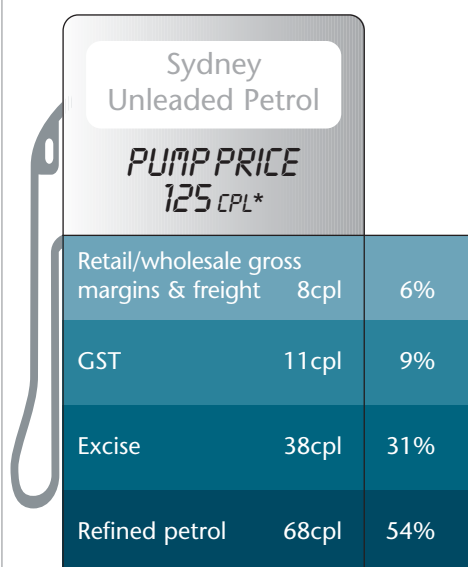 Sydney
Unleaded Petrol
PUMP PRICE
125 CPL*
Retail/wholesale gross
margins & freight 8cpl 6%
GST 11cpl 9%
Excise 38cpl 31%
Refined petrol 68cpl 54%